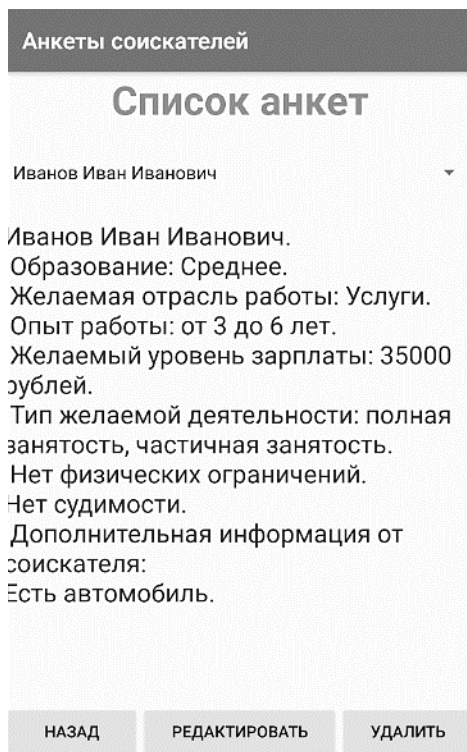 Анкеты соискателей
Список анкет
Иванов Иван Иванович
Иванов Иван Иванович.
Образование: Среднее.
Желаемая отрасль работы: Услуги.
Опыт работы: от 3 до 6 лет.
Желаемый уровень зарплаты: 35000
рублей.
Тип желаемой деятельности: полная
занятость, частичная занятость.
Нет физических ограничений.
Нет судимости.
Дополнительная информация от
соискателя:
Есть автомобиль.
НАЗАД РЕДАКТИРОВАТЬ УДАЛИТЬ